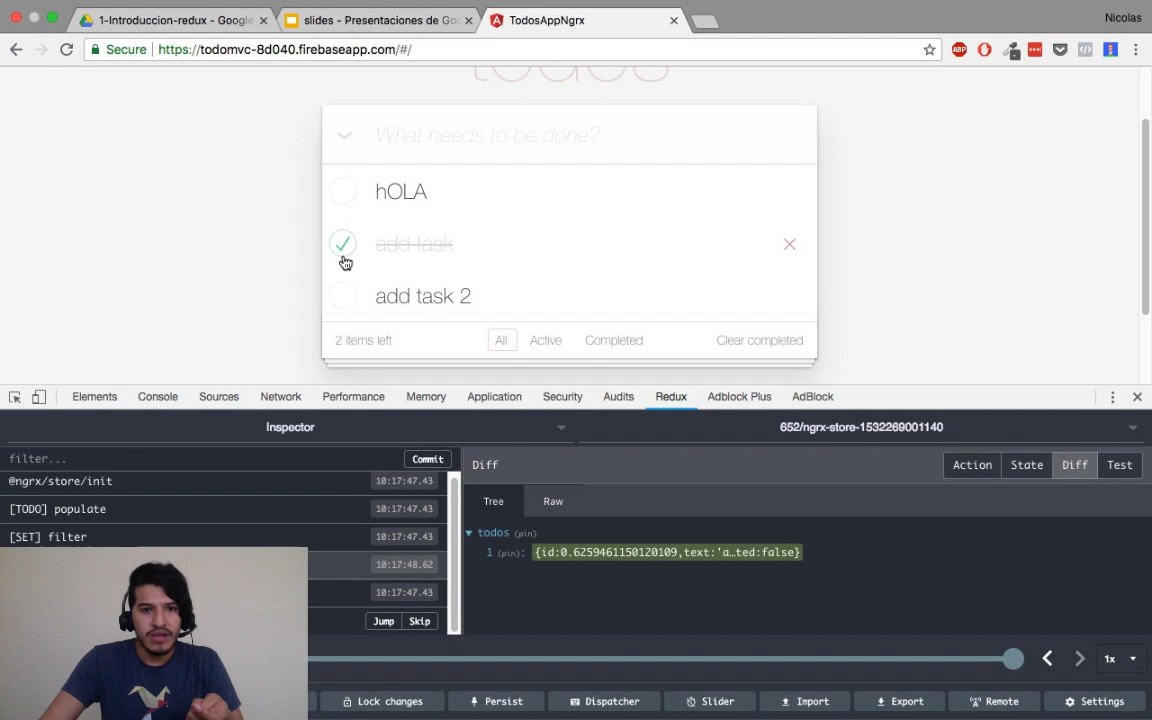 1-Introduccion-redux - Google
slides - Presentaciones de Go
TodosAppNgrx
Nicolas
Secure
https://todomvc-8d040.firebaseapp.com/#/
ABP
todos
What needs to be done?
hOLA
add task
add task 2
2 items left
All
Active
Completed
Clear completed
Elements
Console
Sources
Network
Performance
Memory
Application
Security
Audits
Redux
Adblock Plus
AdBlock
Inspector
652/ngrx-store-1532269001140
filter...
Commit
Diff
Action
State
Diff
Test
@ngrx/store/init
10:17:47.43
Tree
Raw
[TODO] populate
10:17:47.43
[SET] filter
10:17:47.43
todos (pin)
1 (pin): {id:0.6259461150120109,text:'a…ted:false}
10:17:48.62
10:17:47.43
Jump
Skip
1x
Lock changes
Persist
Dispatcher
Slider
Import
Export
Remote
Settings